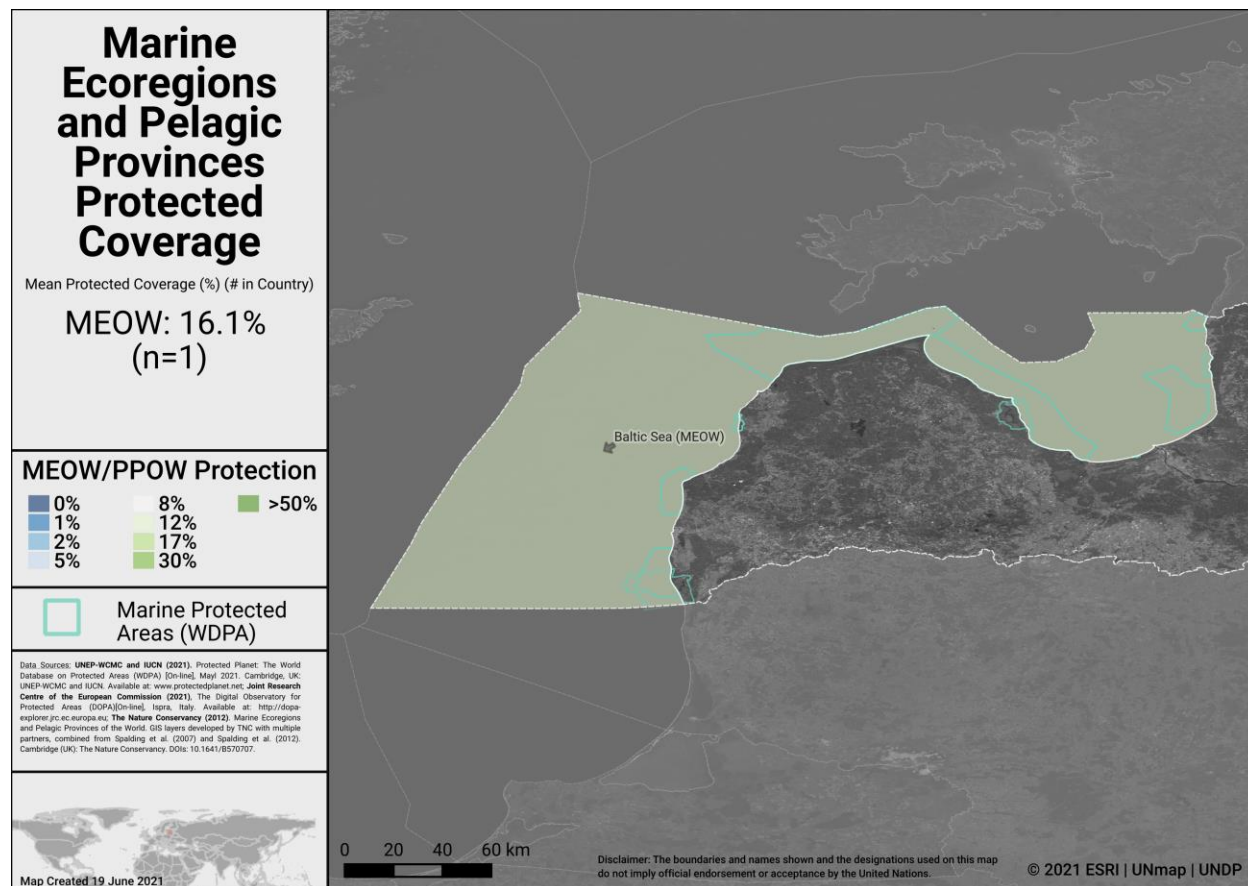 Marine
Ecoregions
and Pelagic
Provinces
Protected
Coverage
Mean Protected Coverage (%) (# in Country)
MEOW: 16.1%
(n=1)
MEOW/PPOW Protection
0%
1%
2%
5%
8%
12%
17%
30%
>50%
Marine Protected
Areas (WDPA)
Data Sources: UNEP-WCMC and IUCN (2021). Protected Planet: The World
Database on Protected Areas (WDPA) [On-line], Mayl 2021. Cambridge, UK:
UNEP-WCMC and IUCN. Available at: www.protectedplanet.net; Joint Research
Centre of the European Commission (2021), The Digital Observatory for
Protected Areas (DOPA)[On-line], Ispra, Italy. Available at: http://dopa-
explorer.jrc.ec.europa.eu; The Nature Conservancy (2012). Marine Ecoregions
and Pelagic Provinces of the World. GIS layers developed by TNC with multiple
partners, combined from Spalding et al. (2007) and Spalding et al. (2012).
Cambridge (UK): The Nature Conservancy. DOIs: 10.1641/B570707.
Map Created 19 June 2021
Baltic Sea (MEOW)
0 20 40 60 km
Disclaimer: The boundaries and names shown and the designations used on this map
do not imply official endorsement or acceptance by the United Nations.
© 2021 ESRI | UNmap | UNDP